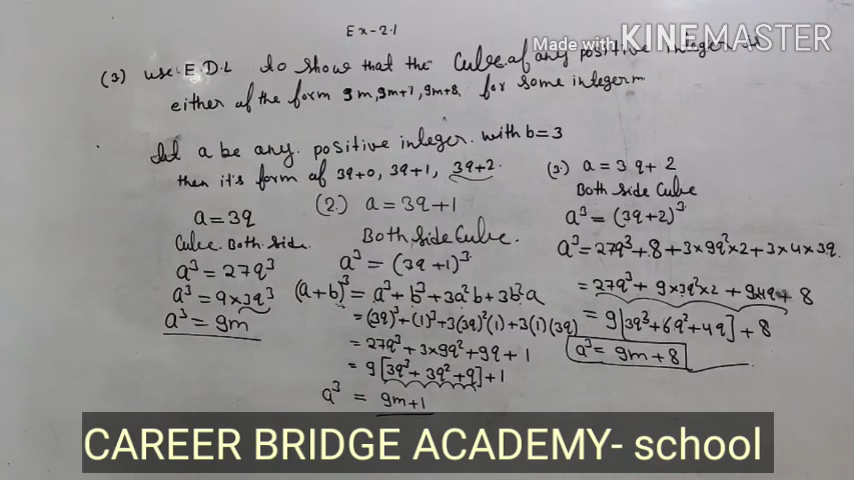 Ex-2.1
Made with KINEMASTER
(3) use E.D.L to show that the Cube of any positive integer is
either of the form 9m, 9m+1, 9m+8 for some integer m
Let a be any positive integer. with b=3
then it's form of 3q+0, 3q+1, 3q+2.
a=3q
Cube Both Side.
a³=27q³
a³=9×3q³
a³=9m
(2.) a=3q+1
Both Side Cube.
a³=(3q+1)³
(a+b)³=a³+b³+3a²b+3b²a
=(3q)³+(1)³+3(3q)²(1)+3(1)(3q)
=27q³+3×9q²+9q+1
=9[3q³+3q²+q]+1
a³ = 9m+1
(3) a=3q+2
Both Side Cube
a³=(3q+2)³
a³=27q³+8+3×9q²×2+3×4×3q.
=27q³+9×3q²×2+9×4q+8
=9[3q³+6q²+4q]+8
a³=9m+8
CAREER BRIDGE ACADEMY- school